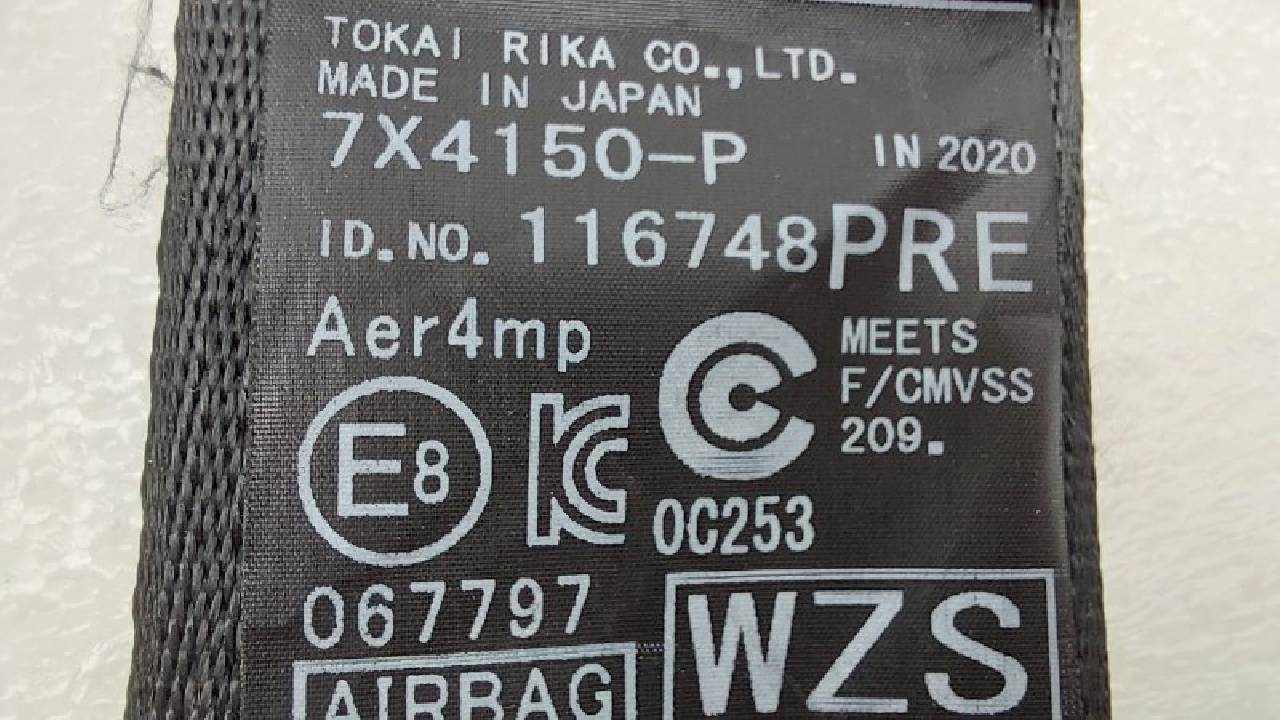 TOKAI RIKA CO.,LTD.
MADE IN JAPAN
7X4150-P IN 2020
ID.NO. 116748PRE
Aer4mp
E8 KC C MEETS
F/CMVSS
209.
0C253
067797
AIRBAG WZS